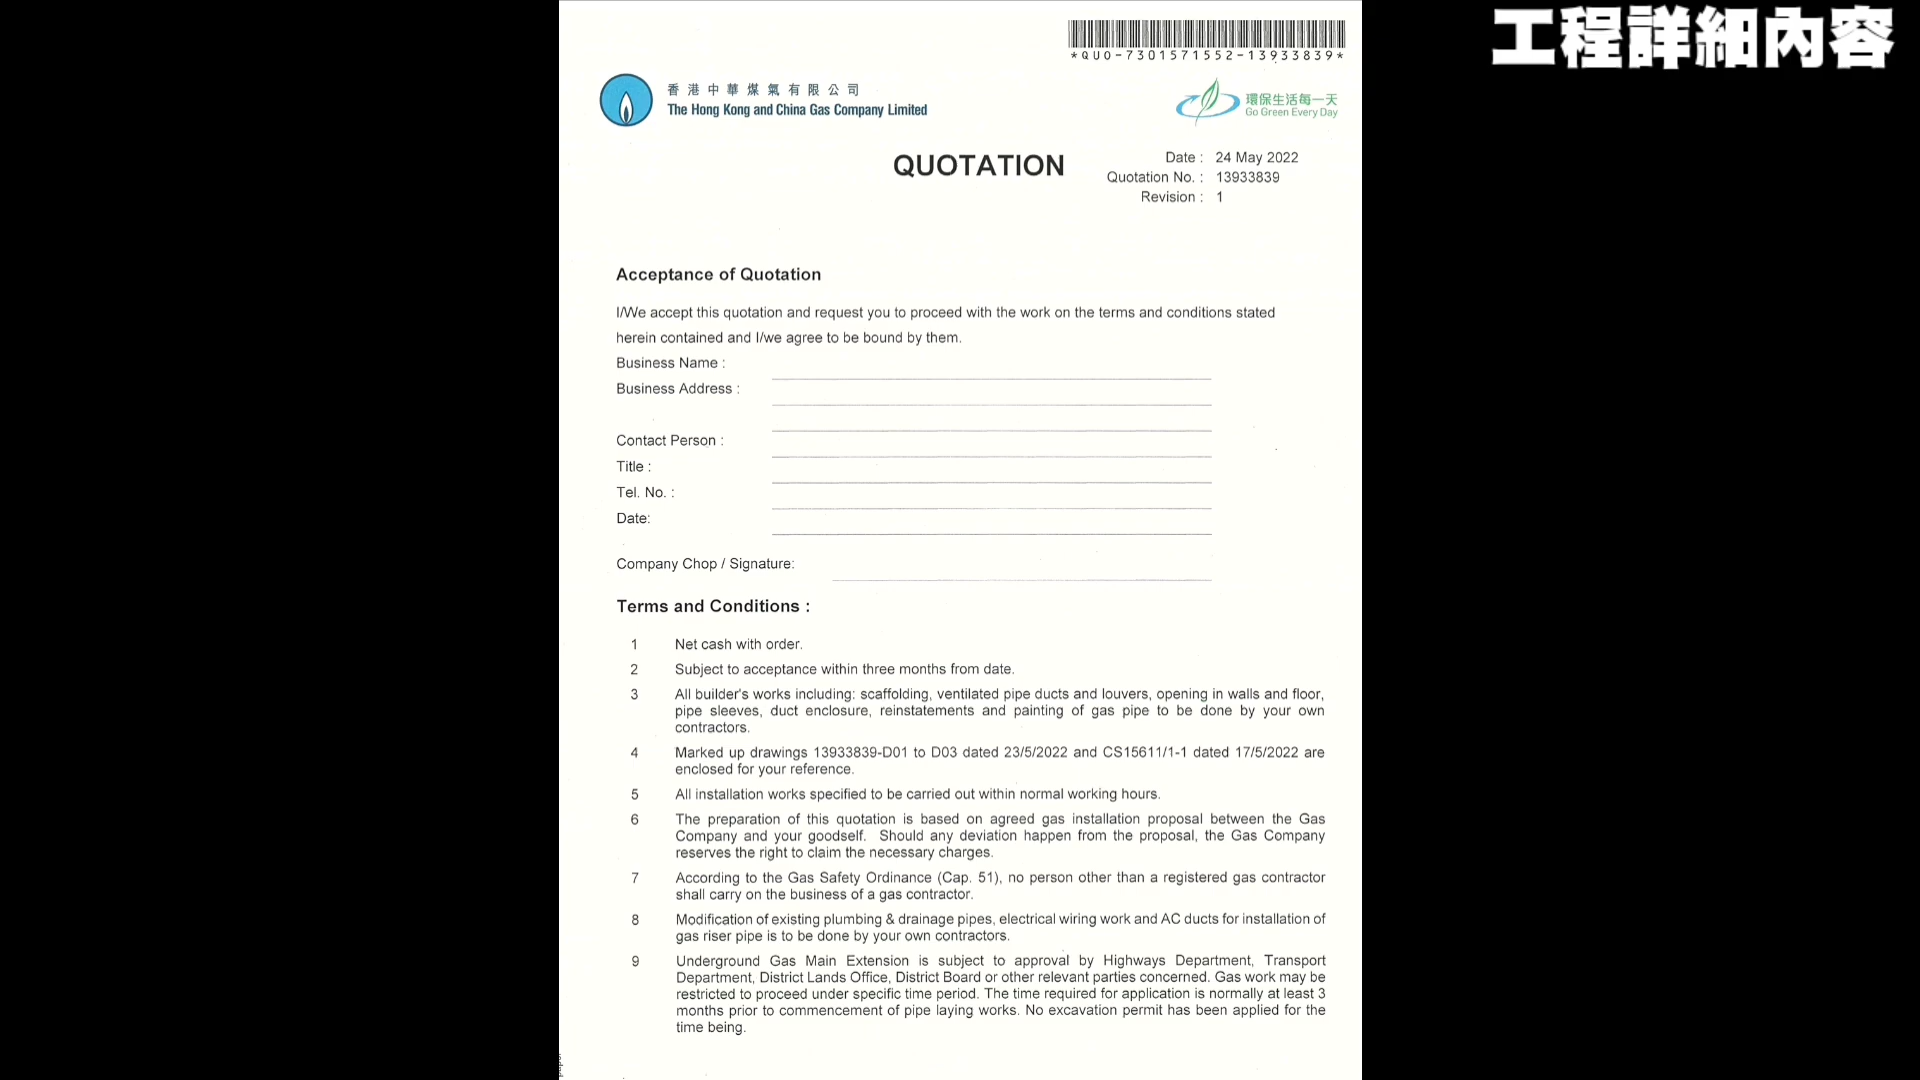 工程詳細內容
*QUO-7301571552-13933839*
香港中華煤氣有限公司
The Hong Kong and China Gas Company Limited
環保生活每一天
Go Green Every Day
QUOTATION
Date : 24 May 2022
Quotation No. : 13933839
Revision : 1
Acceptance of Quotation
I/We accept this quotation and request you to proceed with the work on the terms and conditions stated
herein contained and I/we agree to be bound by them.
Business Name :
Business Address :
Contact Person :
Title :
Tel. No. :
Date:
Company Chop / Signature:
Terms and Conditions :
1 Net cash with order.
2 Subject to acceptance within three months from date.
3 All builder's works including: scaffolding, ventilated pipe ducts and louvers, opening in walls and floor,
pipe sleeves, duct enclosure, reinstatements and painting of gas pipe to be done by your own
contractors.
4 Marked up drawings 13933839-D01 to D03 dated 23/5/2022 and CS15611/1-1 dated 17/5/2022 are
enclosed for your reference.
5 All installation works specified to be carried out within normal working hours.
6 The preparation of this quotation is based on agreed gas installation proposal between the Gas
Company and your goodself. Should any deviation happen from the proposal, the Gas Company
reserves the right to claim the necessary charges.
7 According to the Gas Safety Ordinance (Cap. 51), no person other than a registered gas contractor
shall carry on the business of a gas contractor.
8 Modification of existing plumbing & drainage pipes, electrical wiring work and AC ducts for installation of
gas riser pipe is to be done by your own contractors.
9 Underground Gas Main Extension is subject to approval by Highways Department, Transport
Department, District Lands Office, District Board or other relevant parties concerned. Gas work may be
restricted to proceed under specific time period. The time required for application is normally at least 3
months prior to commencement of pipe laying works. No excavation permit has been applied for the
time being.